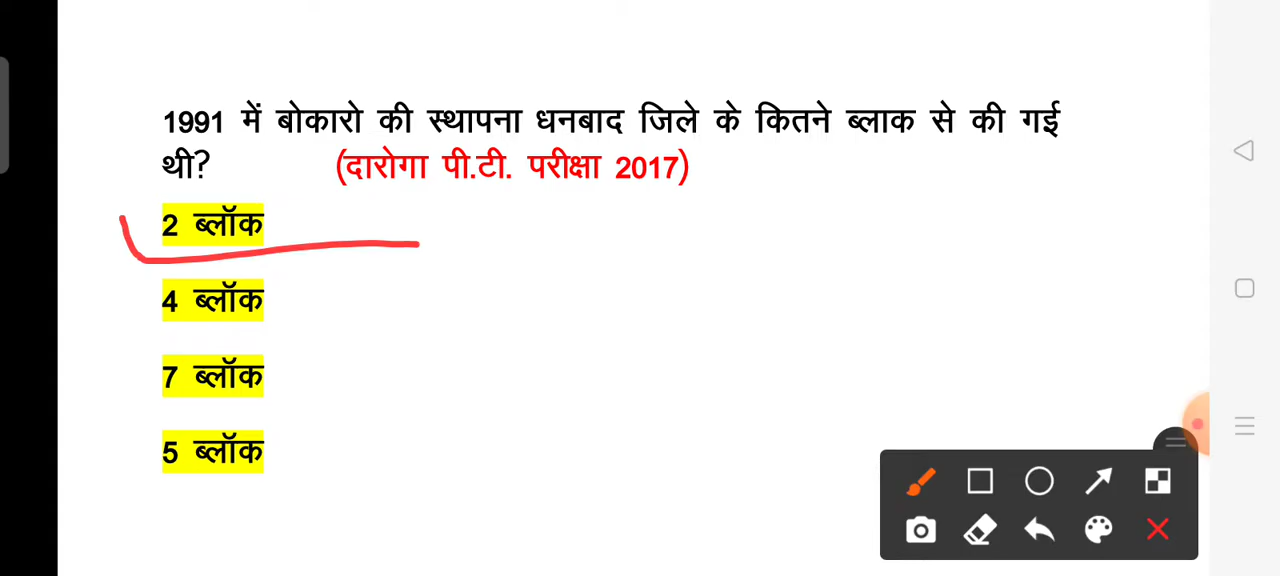 1991 में बोकारो की स्थापना धनबाद जिले के कितने ब्लाक से की गई
थी? (दारोगा पी.टी. परीक्षा 2017)
2 ब्लॉक
4 ब्लॉक
7 ब्लॉक
5 ब्लॉक